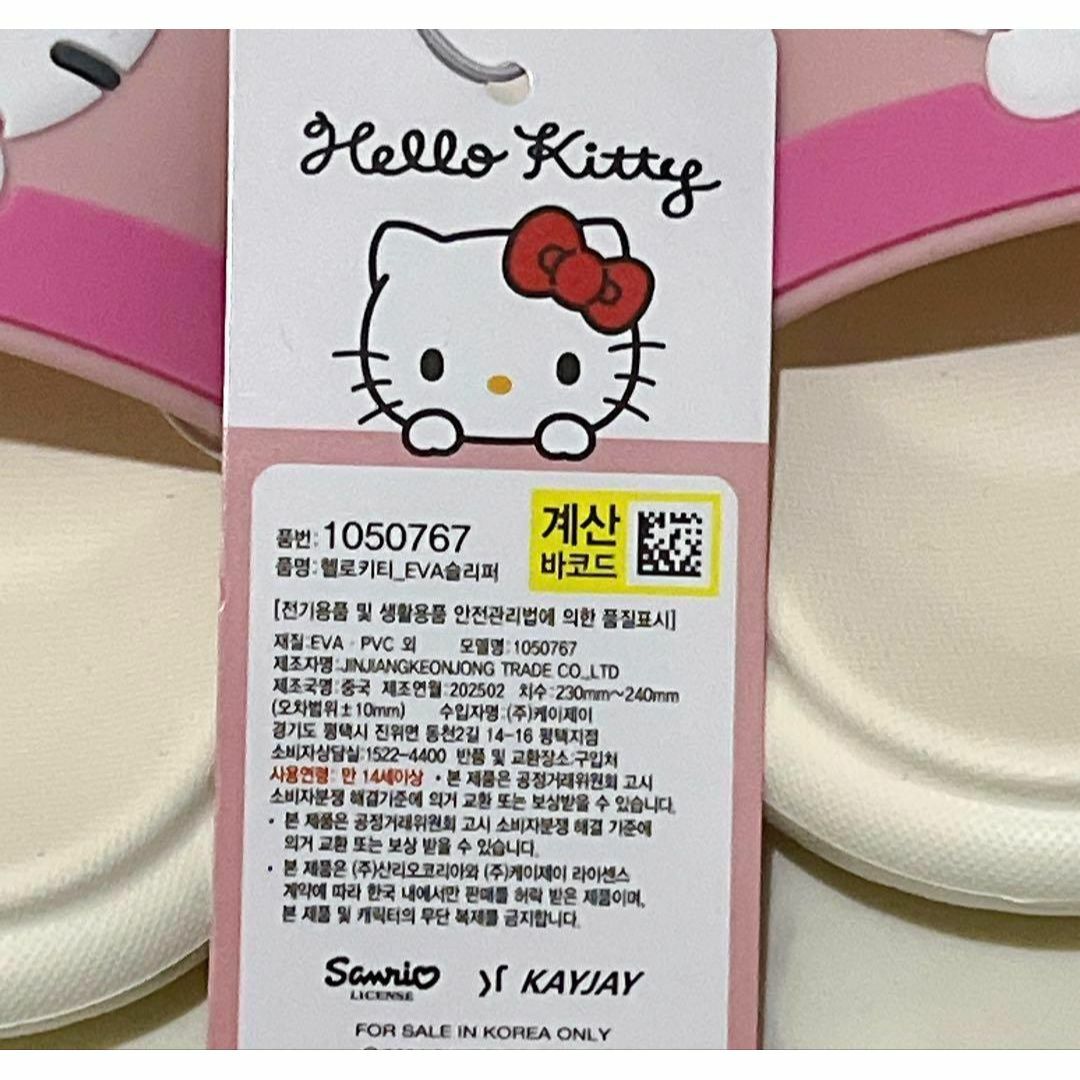 Hello Kitty
품번: 1050767
계산
바코드
품명: 헬로키티_EVA슬리퍼
[전기용품 및 생활용품 안전관리법에 의한 품질표시]
재질:EVA · PVC 외 모델명:1050767
제조자명:JINJIANGKEONJONG TRADE CO_LTD
제조국명:중국 제조연월:202502 치수:230mm~240mm
(오차범위±10mm) 수입자명:(주)케이제이
경기도 평택시 진위면 동천2길 14-16 평택지점
소비자상담실:1522-4400 반품 및 교환장소:구입처
사용연령: 만 14세이상 • 본 제품은 공정거래위원회 고시
소비자분쟁 해결기준에 의거 교환 또는 보상받을 수 있습니다.
• 본 제품은 공정거래위원회 고시 소비자분쟁 해결 기준에
의거 교환 또는 보상 받을 수 있습니다.
• 본 제품은 (주)산리오코리아와 (주)케이제이 라이센스
계약에 따라 한국 내에서만 판매를 허락 받은 제품이며,
본 제품 및 캐릭터의 무단 복제를 금지합니다.
Sanrio
LICENSE
KAYJAY
FOR SALE IN KOREA ONLY